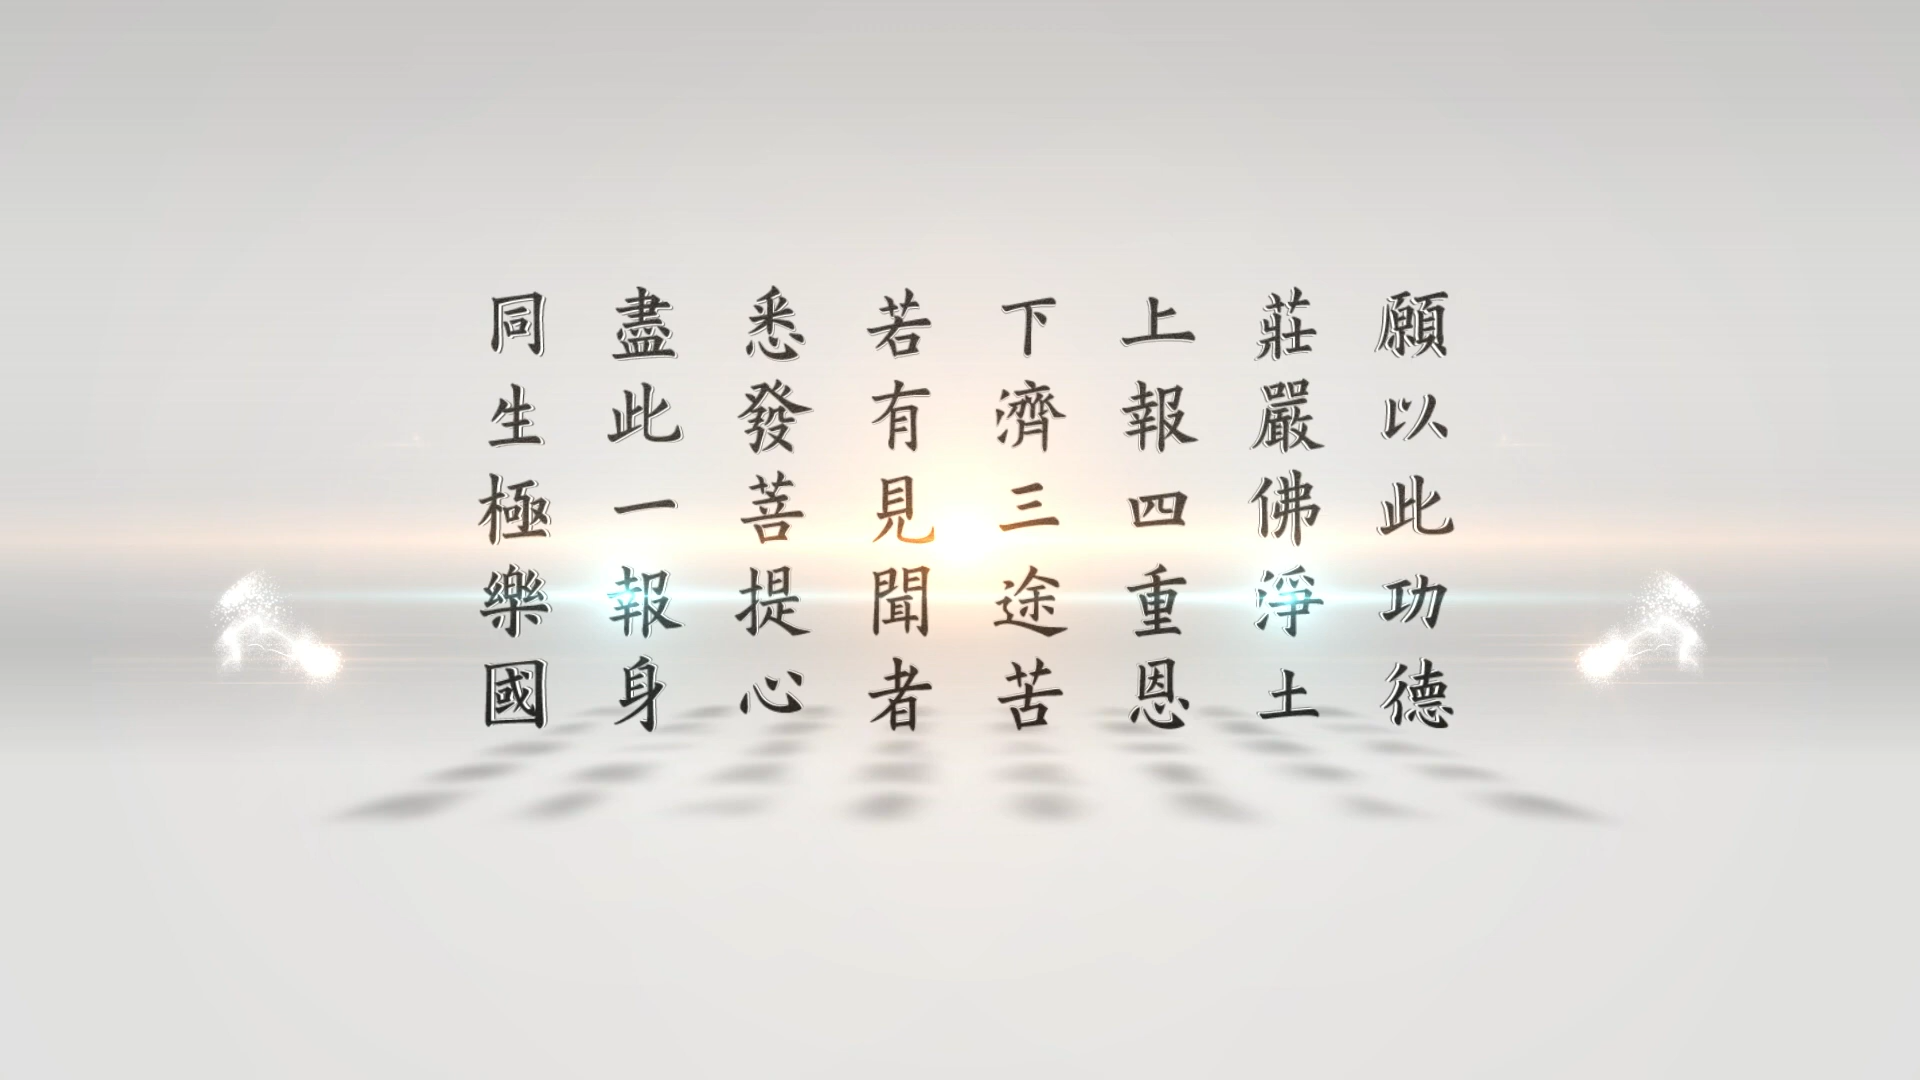 願以此功德
莊嚴佛淨土
上報四重恩
下濟三途苦
若有見聞者
悉發菩提心
盡此一報身
同生極樂國